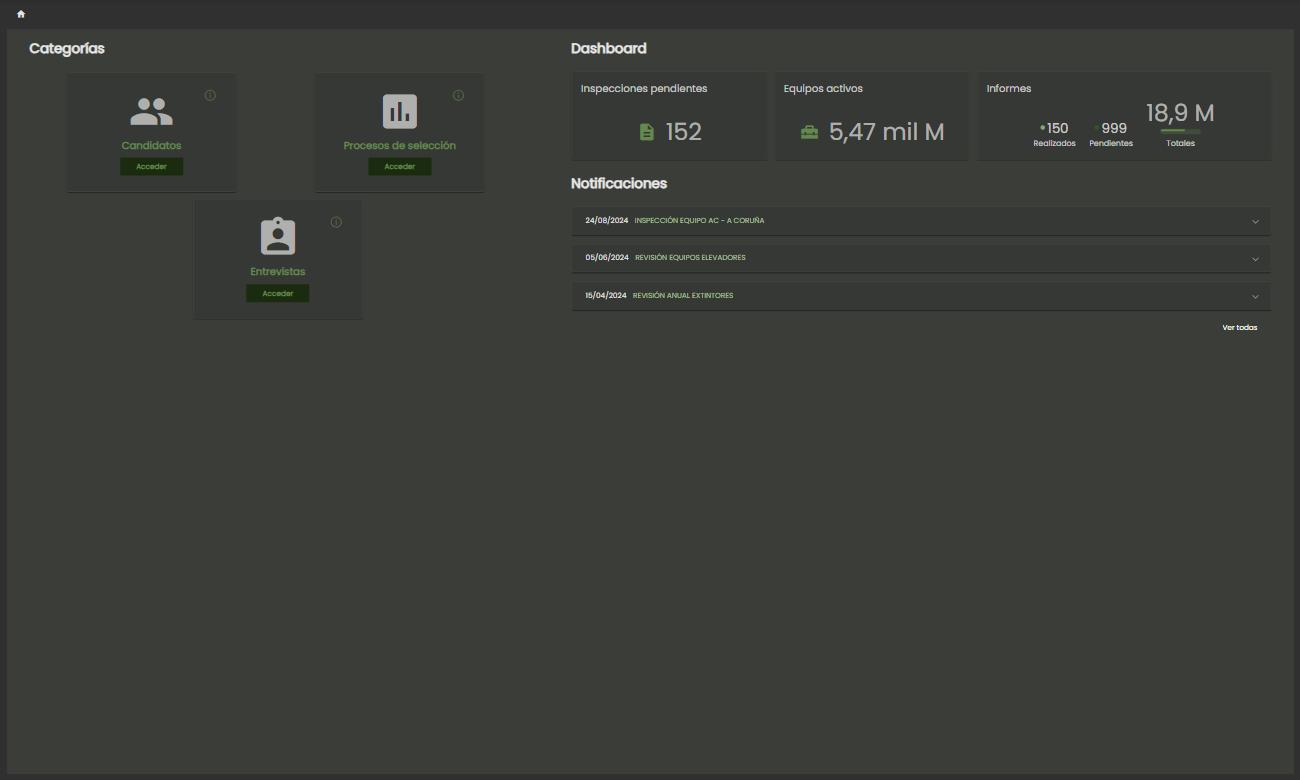 Categorías
Candidatos
Acceder
Procesos de selección
Acceder
Entrevistas
Acceder
Dashboard
Inspecciones pendientes
152
Equipos activos
5,47 mil M
Informes
150
Realizados
999
Pendientes
18,9 M
Totales
Notificaciones
24/08/2024 INSPECCIÓN EQUIPO AC - A CORUÑA
05/06/2024 REVISIÓN EQUIPOS ELEVADORES
15/04/2024 REVISIÓN ANUAL EXTINTORES
Ver todas